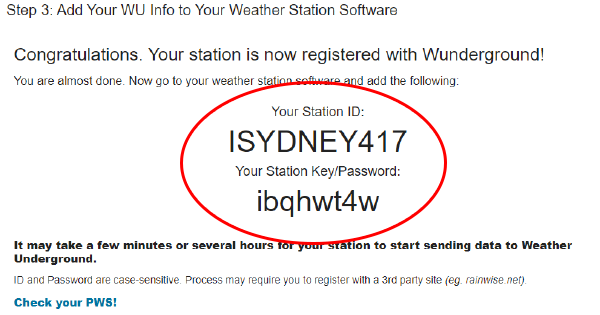 Step 3: Add Your WU Info to Your Weather Station Software
Congratulations. Your station is now registered with Wunderground!
You are almost done. Now go to your weather station software and add the following:
Your Station ID:
ISYDNEY417
Your Station Key/Password:
ibqhwt4w
It may take a few minutes or several hours for your station to start sending data to Weather
Underground.
ID and Password are case-sensitive. Process may require you to register with a 3rd party site (eg. rainwise.net).
Check your PWS!